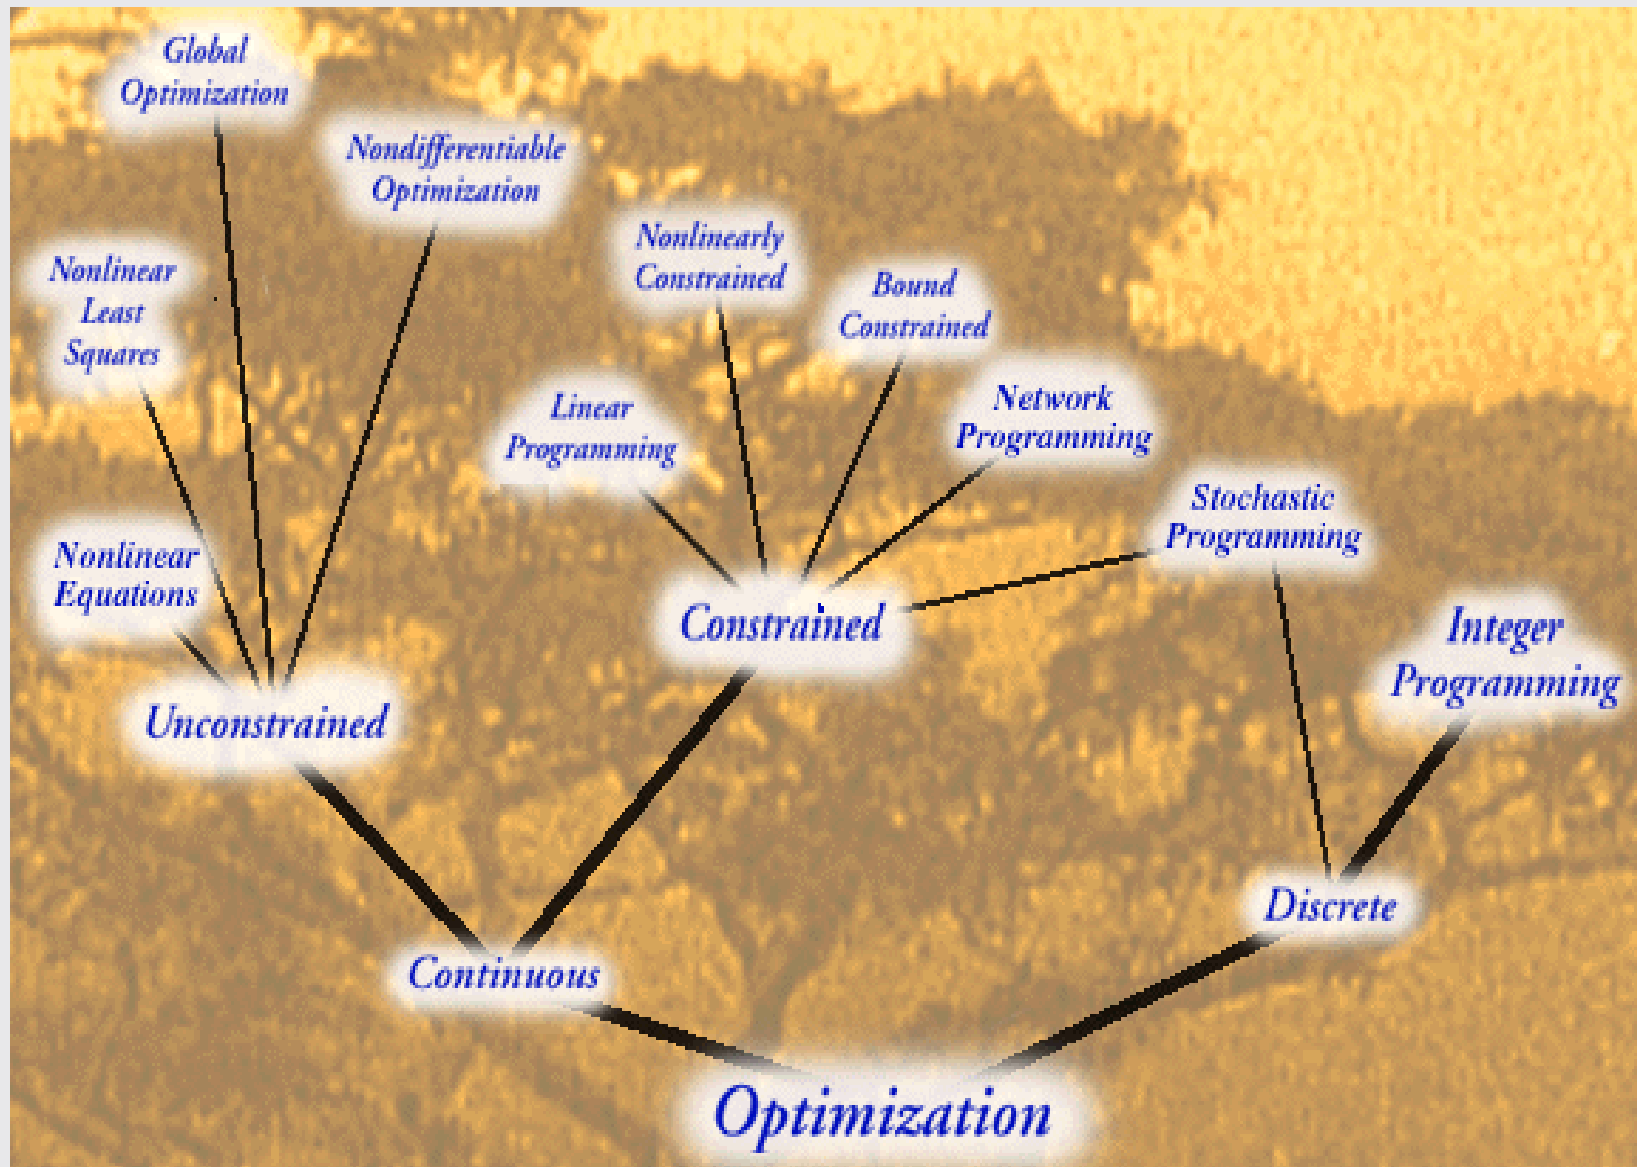 Global
Optimization
Nondifferentiable
Optimization
Nonlinearly
Constrained
Nonlinear
Least
Squares
Bound
Constrained
Linear
Programming
Network
Programming
Stochastic
Programming
Nonlinear
Equations
Constrained
Integer
Programming
Unconstrained
Discrete
Continuous
Optimization